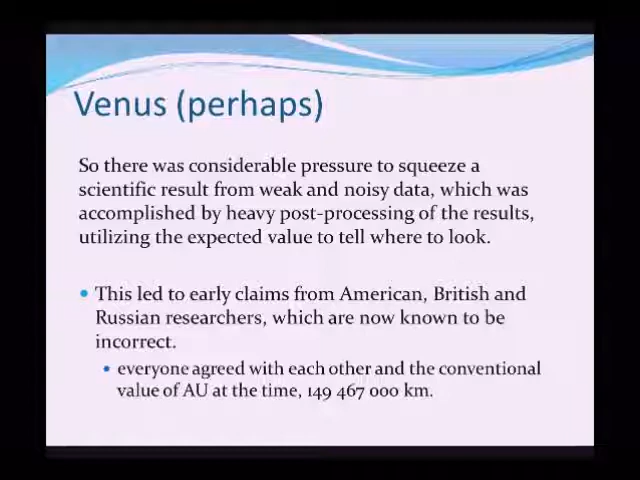 Venus (perhaps)
So there was considerable pressure to squeeze a
scientific result from weak and noisy data, which was
accomplished by heavy post-processing of the results,
utilizing the expected value to tell where to look.
• This led to early claims from American, British and
Russian researchers, which are now known to be
incorrect.
• everyone agreed with each other and the conventional
value of AU at the time, 149 467 000 km.